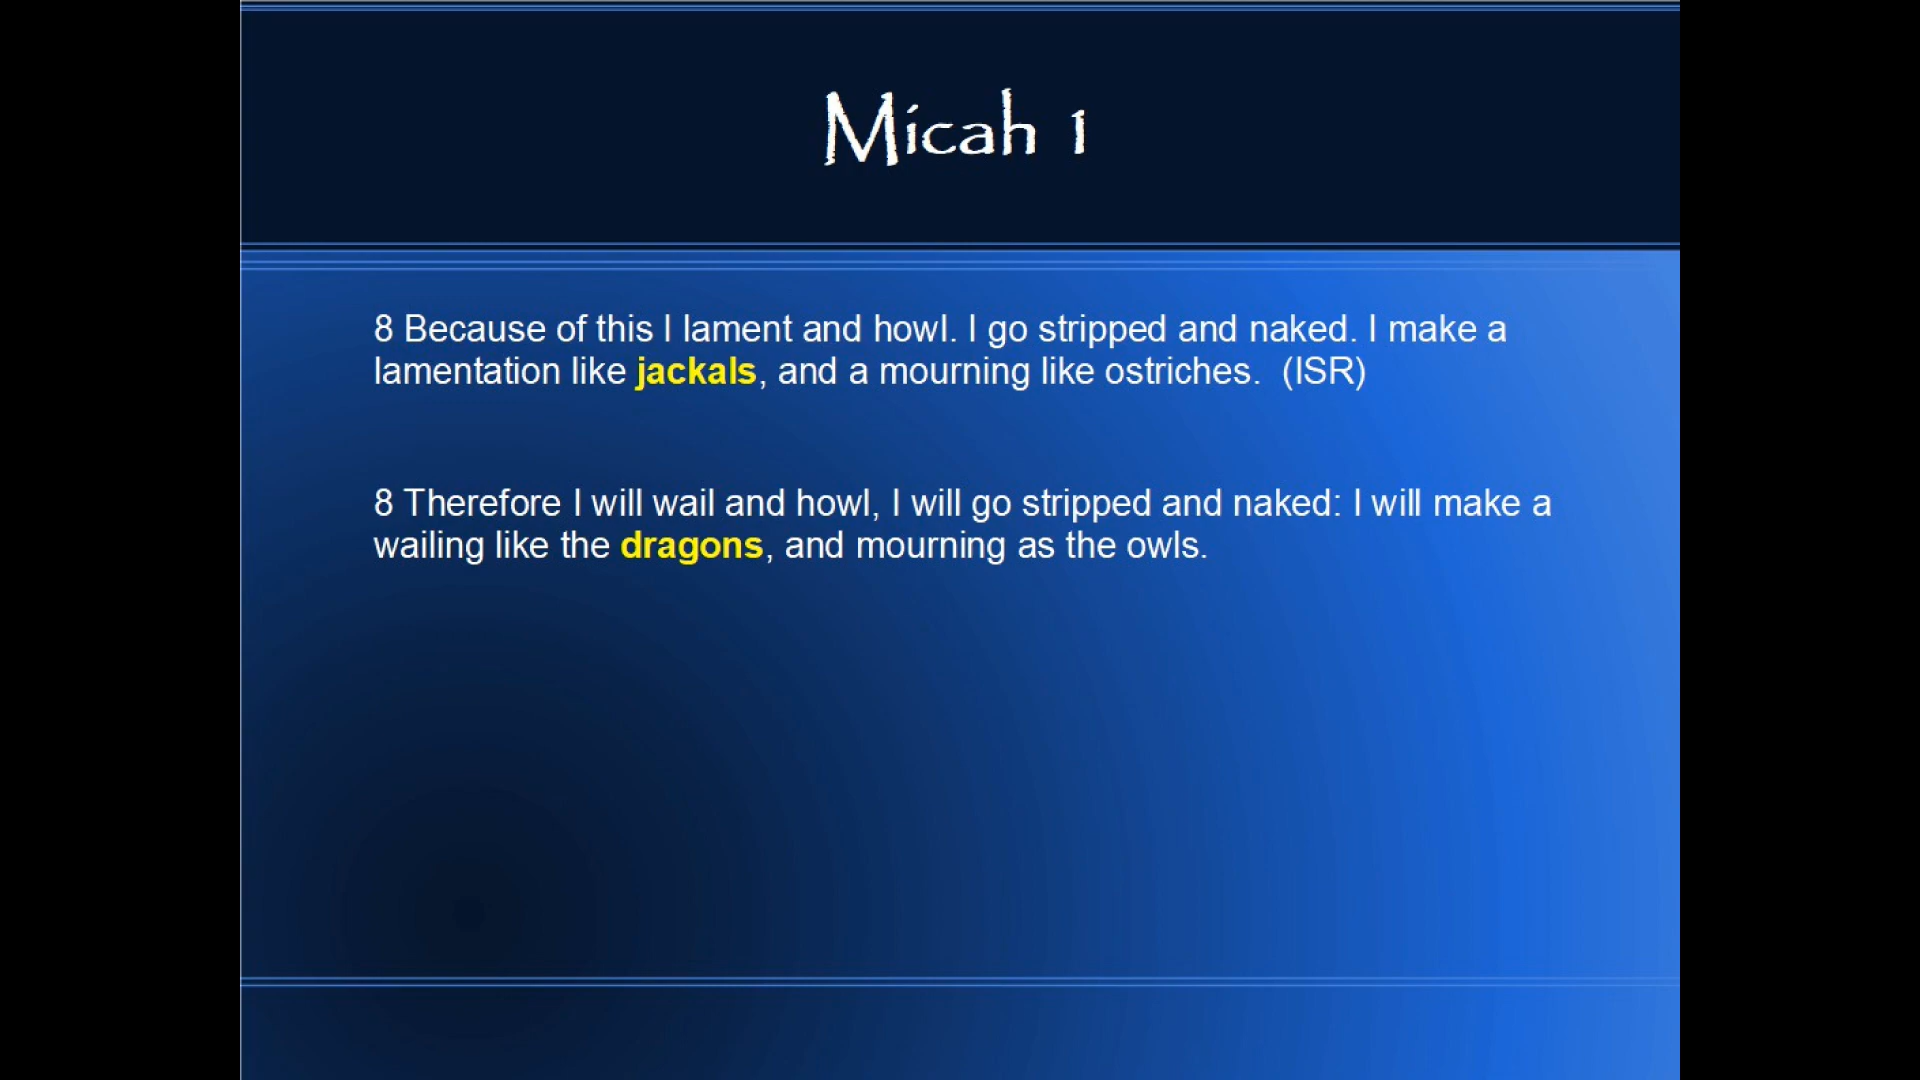 Micah 1
8 Because of this I lament and howl. I go stripped and naked. I make a
lamentation like jackals, and a mourning like ostriches.  (ISR)
8 Therefore I will wail and howl, I will go stripped and naked: I will make a
wailing like the dragons, and mourning as the owls.